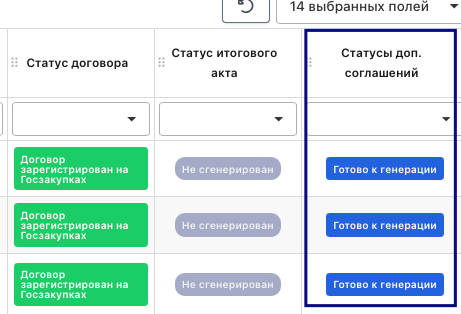 14 выбранных полей
Статус договора
Статус итогового
акта
Статусы доп.
соглашений
Договор
зарегистрирован на
Госзакупках
Не сгенерирован
Готово к генерации
Договор
зарегистрирован на
Госзакупках
Не сгенерирован
Готово к генерации
Договор
зарегистрирован на
Госзакупках
Не сгенерирован
Готово к генерации